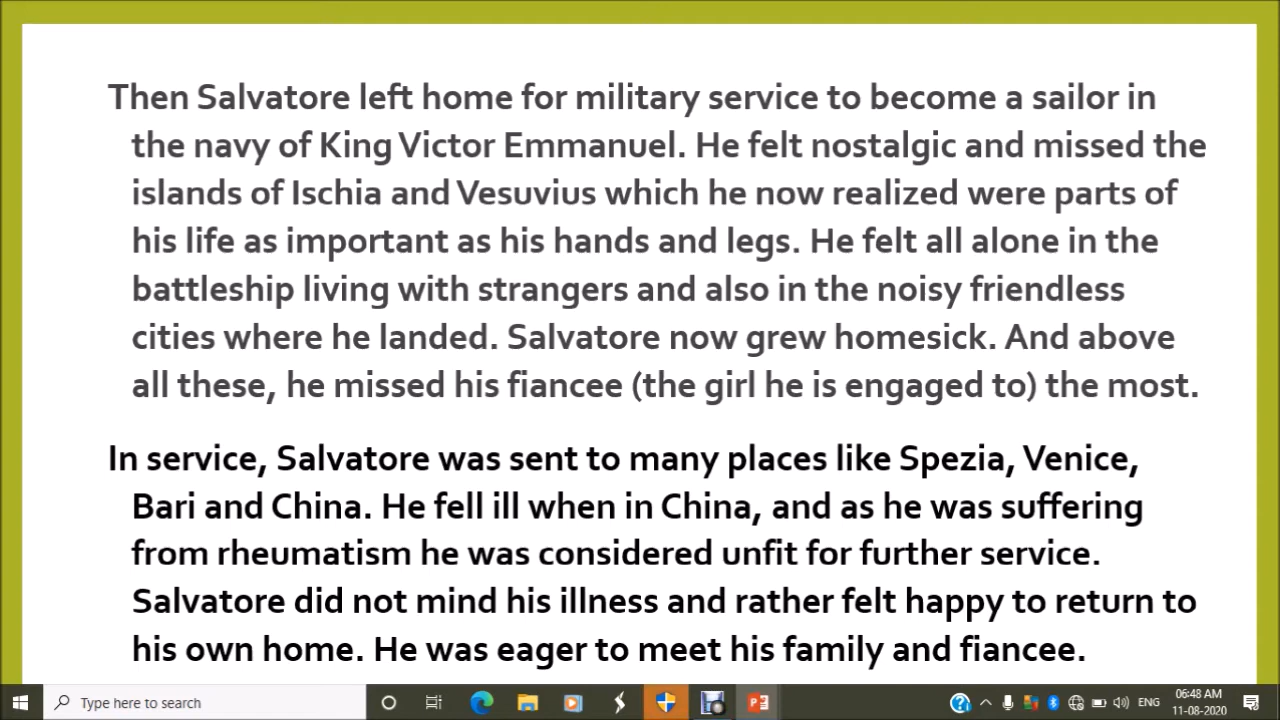 Then Salvatore left home for military service to become a sailor in
the navy of King Victor Emmanuel. He felt nostalgic and missed the
islands of Ischia and Vesuvius which he now realized were parts of
his life as important as his hands and legs. He felt all alone in the
battleship living with strangers and also in the noisy friendless
cities where he landed. Salvatore now grew homesick. And above
all these, he missed his fiancee (the girl he is engaged to) the most.
In service, Salvatore was sent to many places like Spezia, Venice,
Bari and China. He fell ill when in China, and as he was suffering
from rheumatism he was considered unfit for further service.
Salvatore did not mind his illness and rather felt happy to return to
his own home. He was eager to meet his family and fiancee.
Type here to search
ENG
06:48 AM
11-08-2020